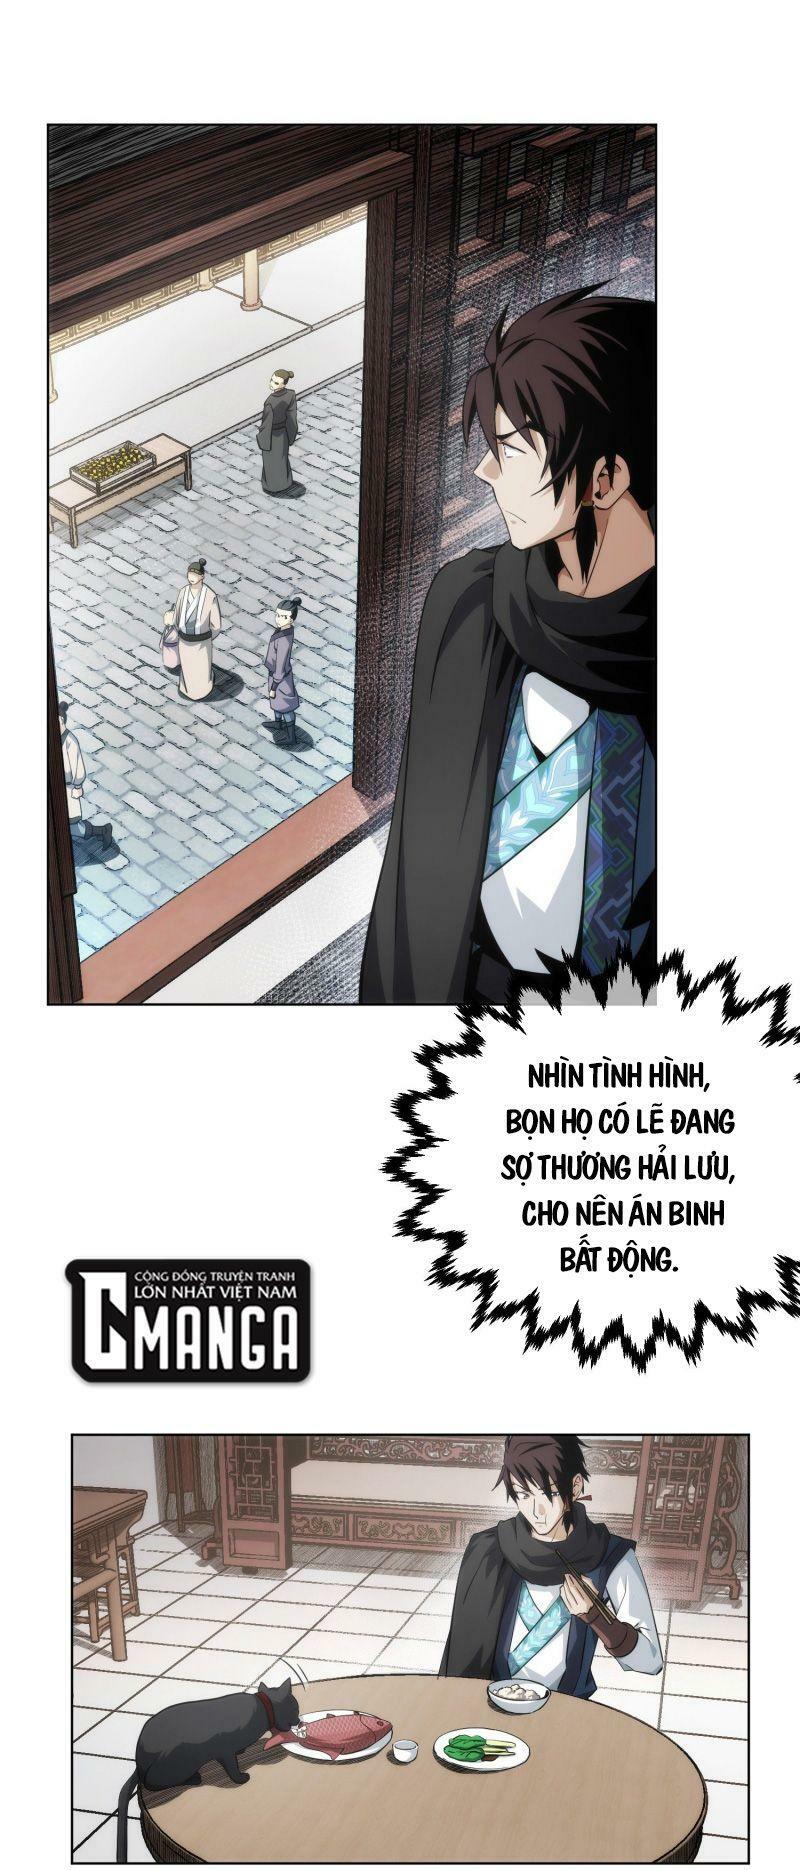 NHÌN TÌNH HÌNH,
BỌN HỌ CÓ LẼ ĐANG
SỢ THƯƠNG HẢI LƯU,
CHO NÊN ÁN BINH
BẤT ĐỘNG.
CỘNG ĐỒNG TRUYỆN TRANH
LỚN NHẤT VIỆT NAM
CMANGA